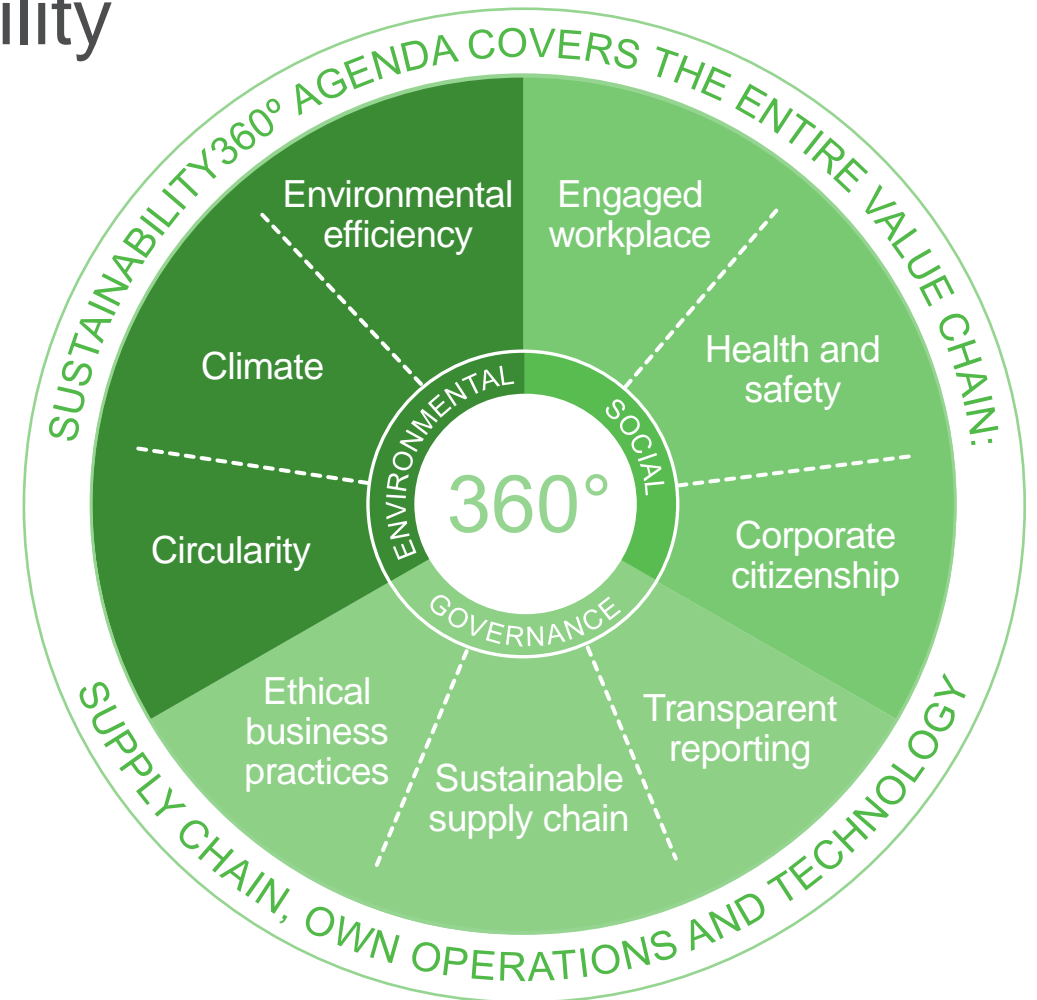 ility
SUSTAINABILITY360º AGENDA COVERS THE ENTIRE VALUE CHAIN:
Environmental
efficiency
Engaged
workplace
Climate
Health and
safety
ENVIRONMENTAL
SOCIAL
360°
Circularity
Corporate
citizenship
GOVERNANCE
Ethical
business
practices
Transparent
reporting
Sustainable
supply chain
SUPPLY CHAIN, OWN OPERATIONS AND TECHNOLOGY